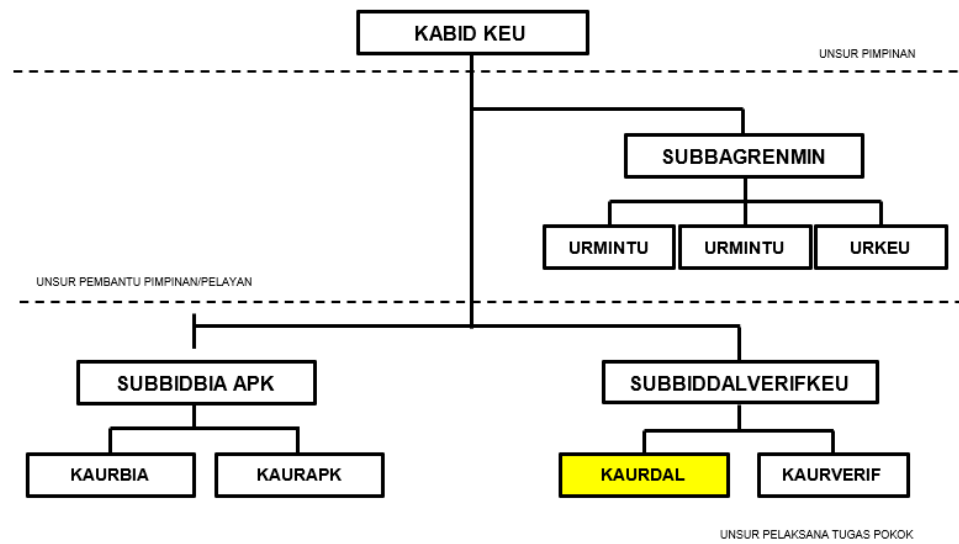 KABID KEU
UNSUR PIMPINAN
SUBBAGRENMIN
URMINTU
URMINTU
URKEU
UNSUR PEMBANTU PIMPINAN/PELAYAN
SUBBIDBIA APK
SUBBIDDALVERIFKEU
KAURBIA
KAURAPK
KAURDAL
KAURVERIF
UNSUR PELAKSANA TUGAS POKOK